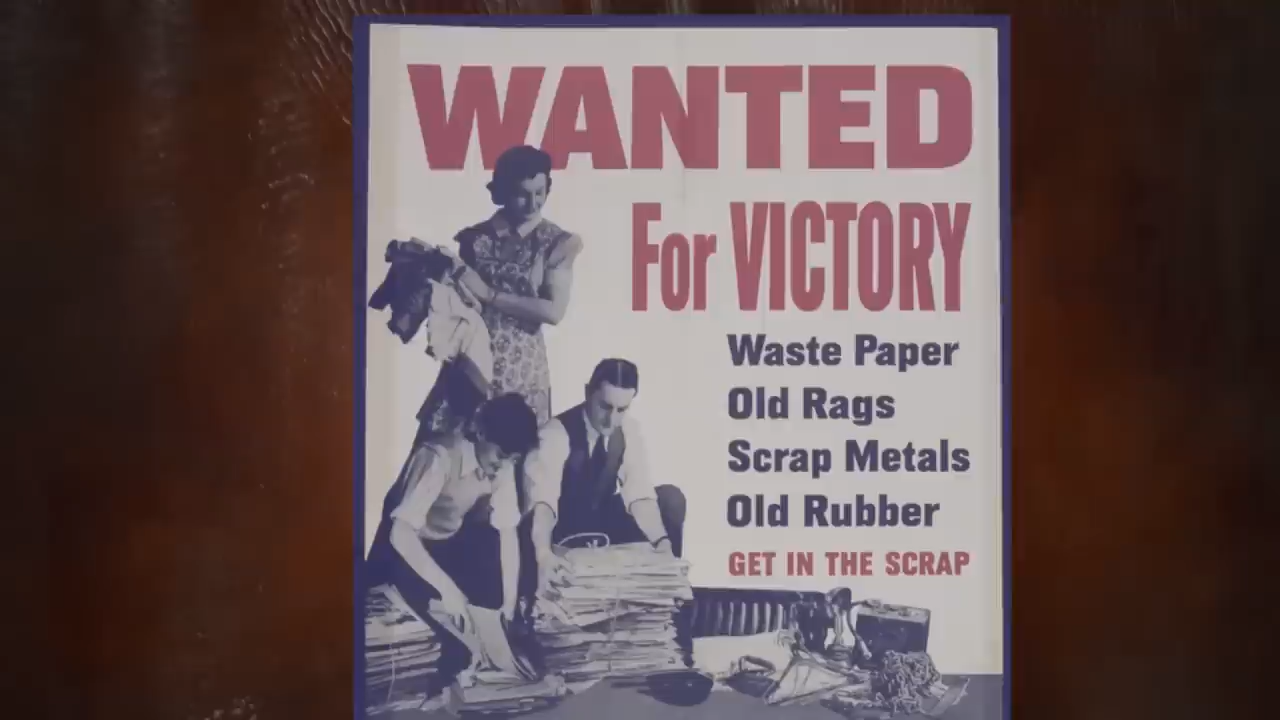 WANTED
For VICTORY
Waste Paper
Old Rags
Scrap Metals
Old Rubber
GET IN THE SCRAP